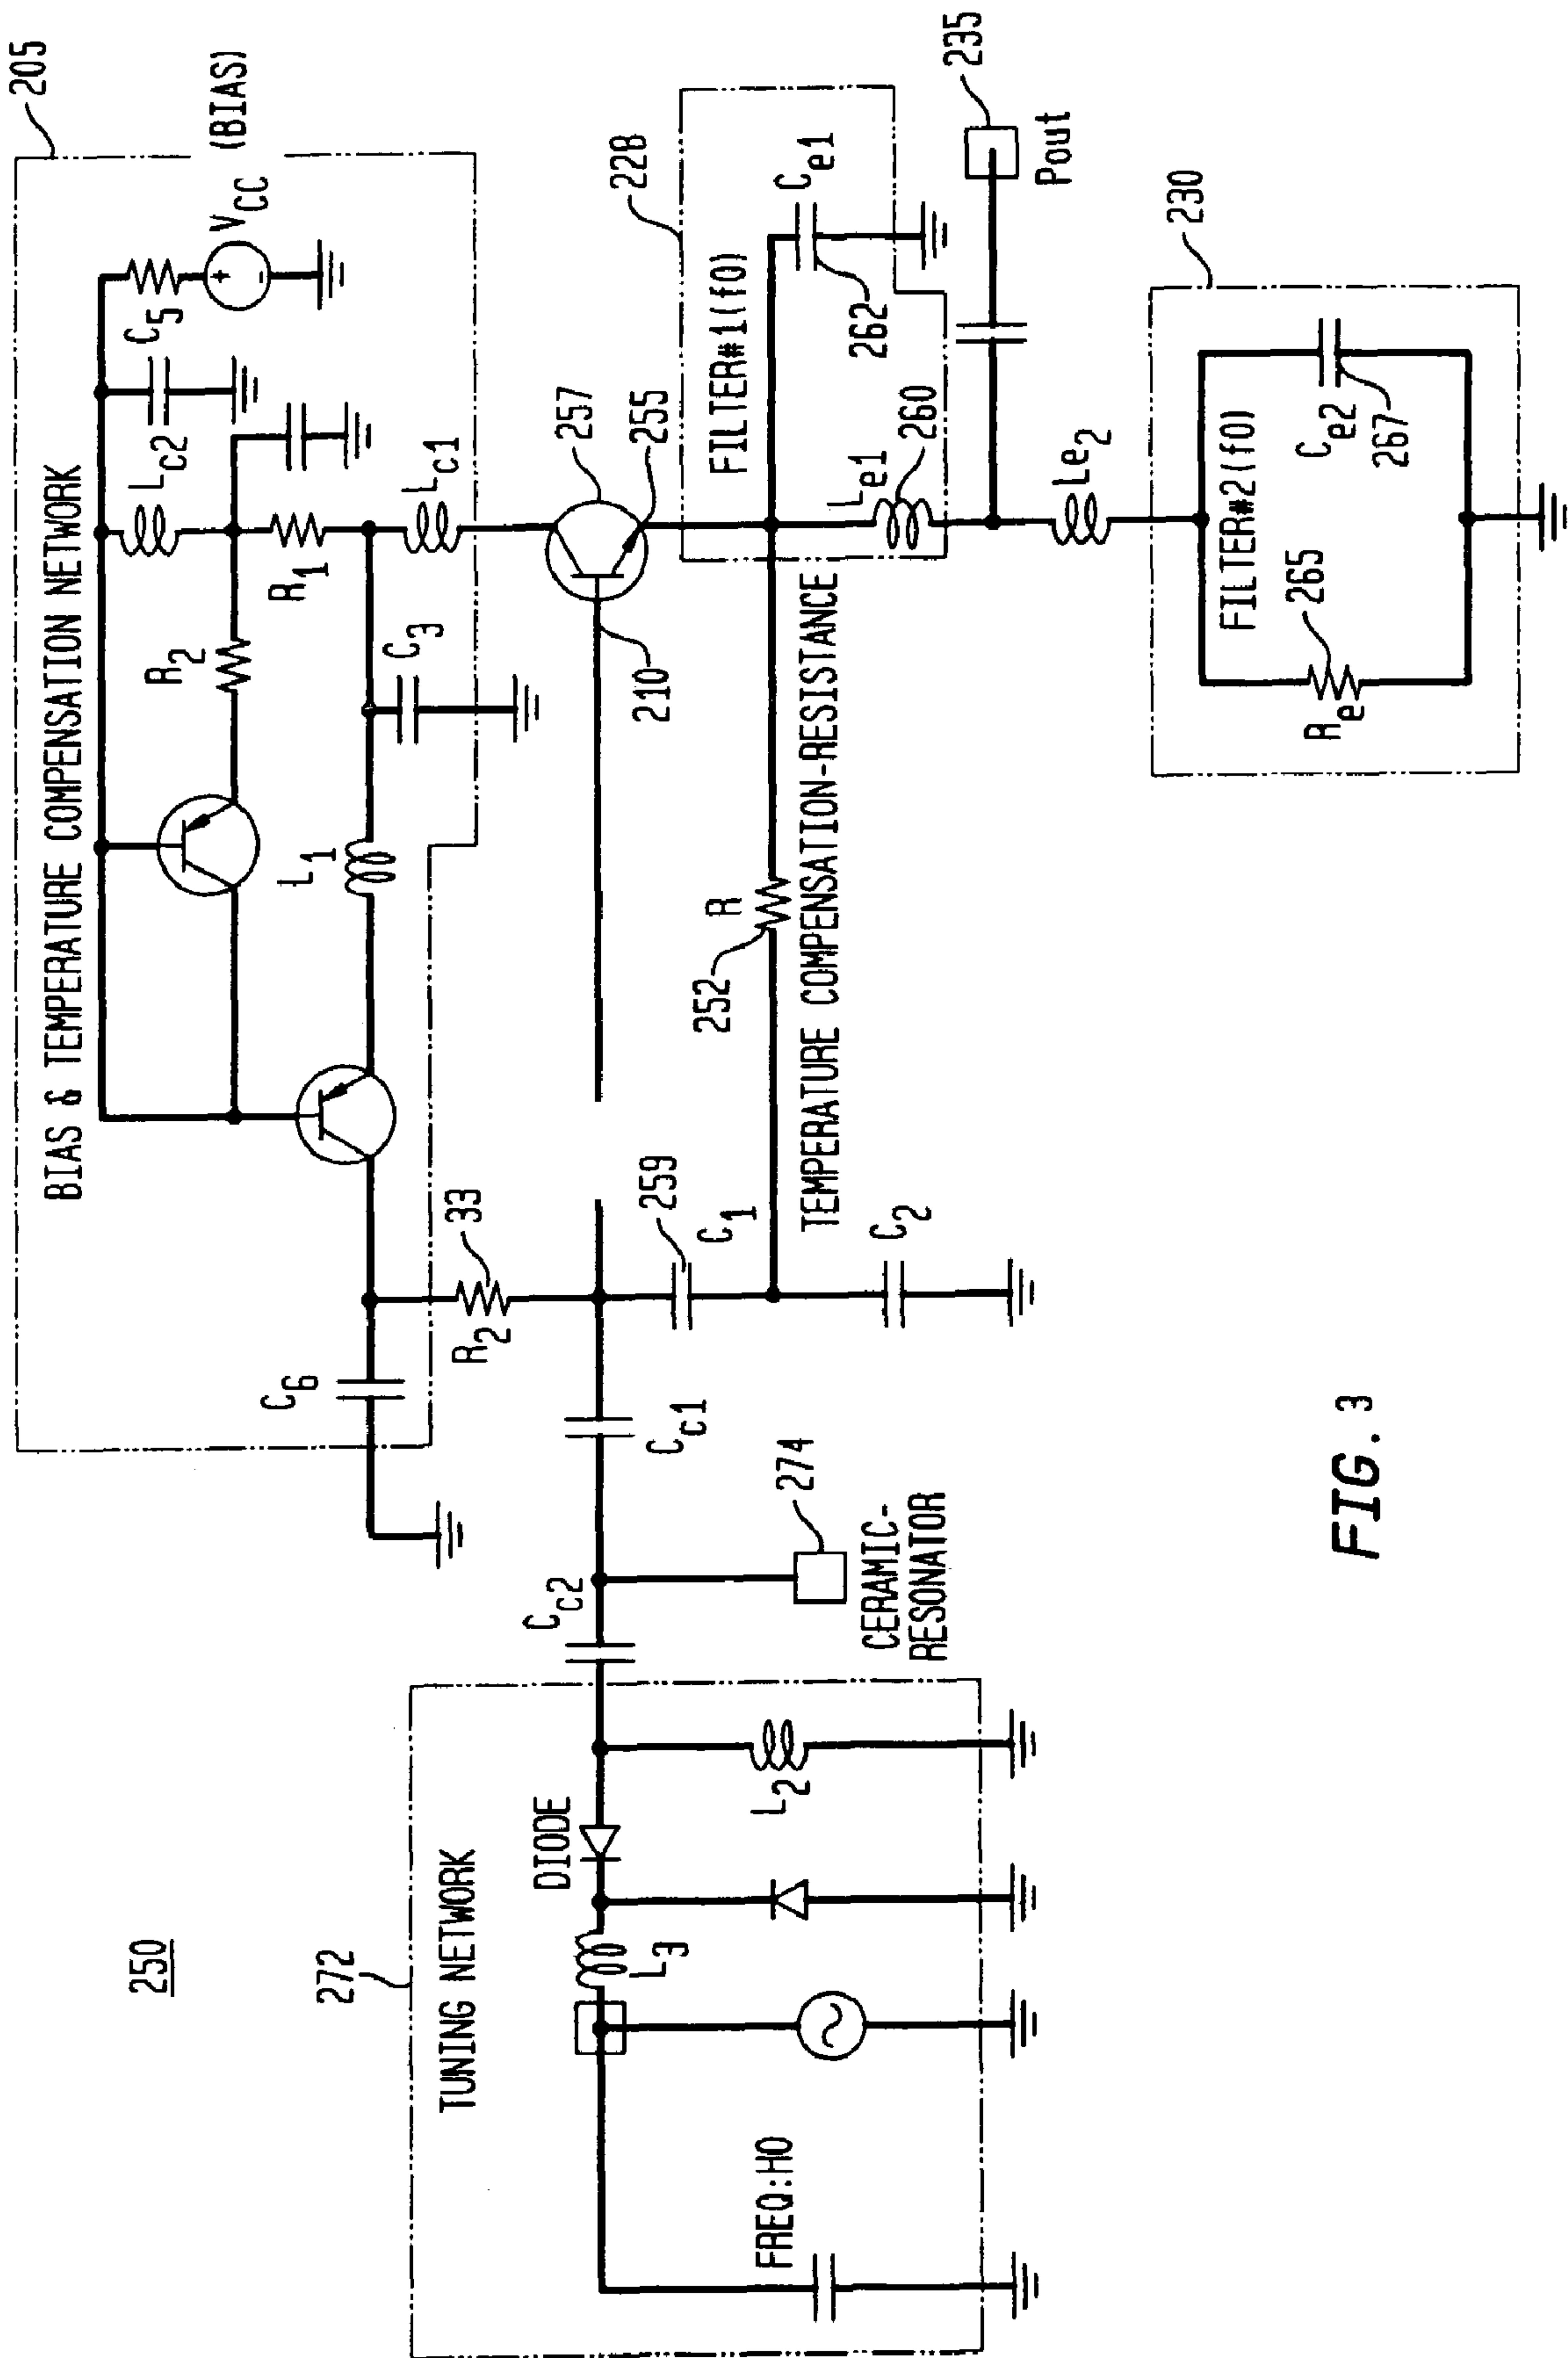 205
BIAS & TEMPERATURE COMPENSATION NETWORK
(BIAS)
VCC
+
-
C5
Lc2
R1
R2
Lc1
C3
L1
C6
33
R2
257
255
210
228
FILTER#1(f0)
Ce1
262
Le1
260
235
Pout
Le2
230
FILTER#2(f0)
265
Re
Ce2
267
R
252
TEMPERATURE COMPENSATION-RESISTANCE
259
C1
C2
Cc1
Cc2
274
CERAMIC-
RESONATOR
250
272
TUNING NETWORK
DIODE
L2
L3
FREQ:HO
FIG. 3